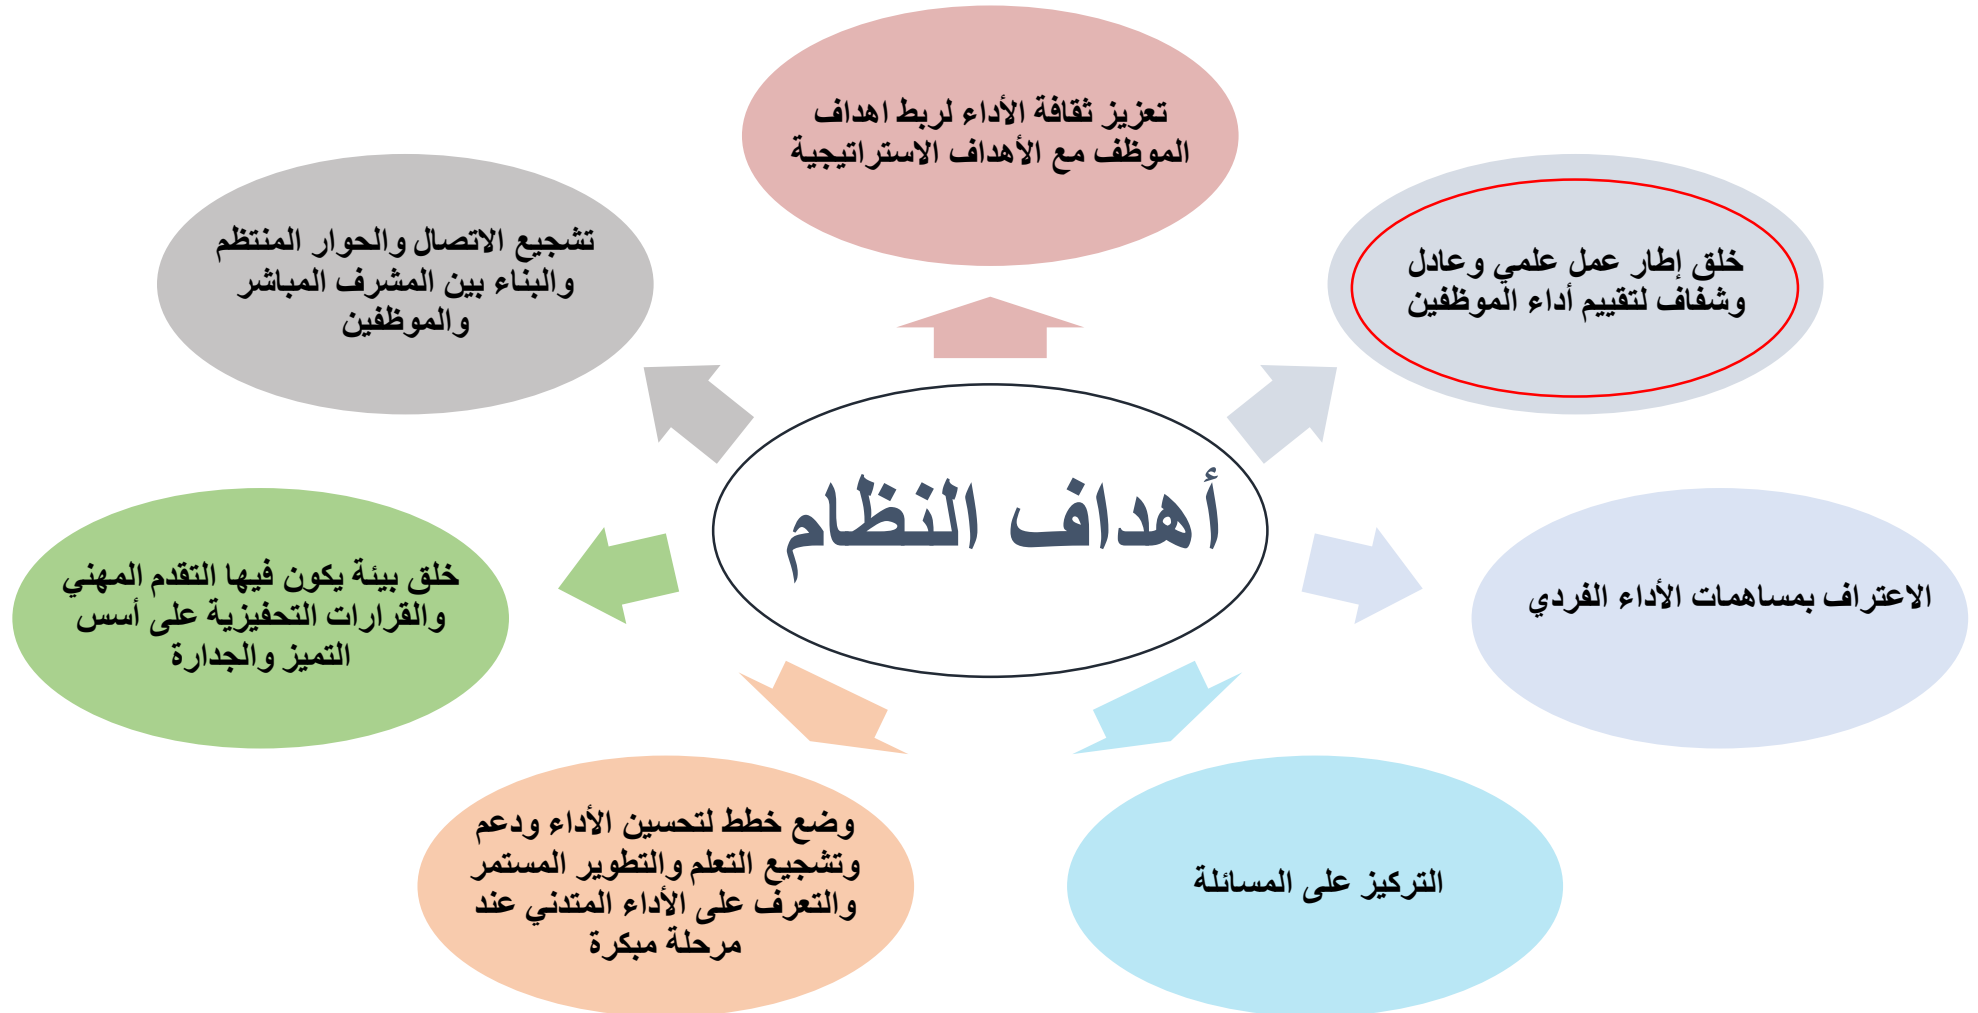 تعزيز ثقافة الأداء لربط اهداف
الموظف مع الأهداف الاستراتيجية
خلق إطار عمل علمي وعادل
وشفاف لتقييم أداء الموظفين
تشجيع الاتصال والحوار المنتظم
والبناء بين المشرف المباشر
والموظفين
أهداف النظام
الاعتراف بمساهمات الأداء الفردي
خلق بيئة يكون فيها التقدم المهني
والقرارات التحفيزية على أسس
التميز والجدارة
التركيز على المسائلة
وضع خطط لتحسين الأداء ودعم
وتشجيع التعلم والتطوير المستمر
والتعرف على الأداء المتدني عند
مرحلة مبكرة